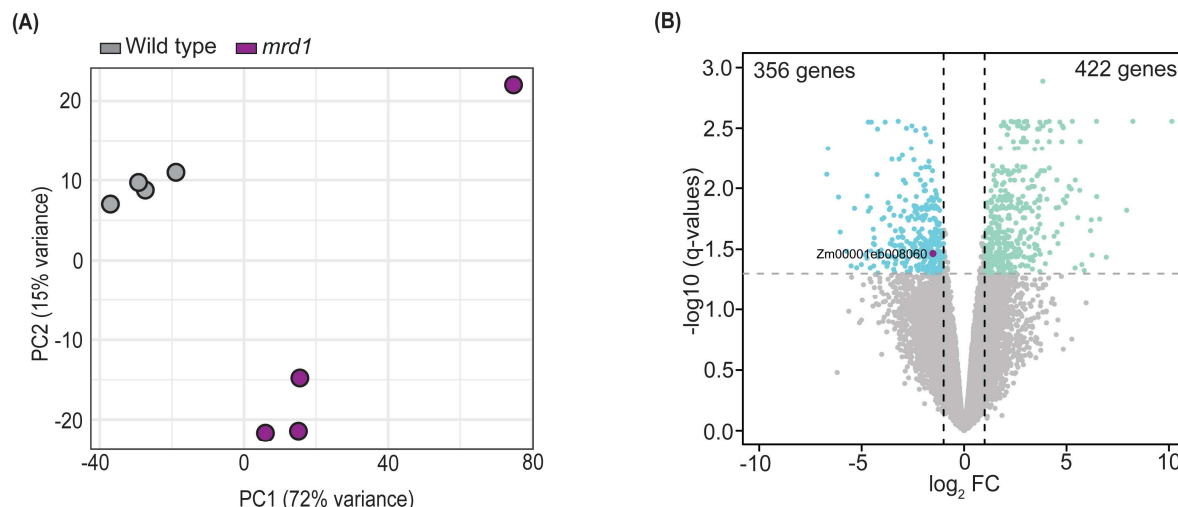 (A)
Wild type mrd1
20
10
0
-10
-20
PC2 (15% variance)
-40 0 40 80
PC1 (72% variance)
(B)
356 genes 422 genes
3.0
2.5
2.0
1.5
1.0
0.5
0.0
-log10 (q-values)
Zm00001eb008060
-10 -5 0 5 10
log2 FC